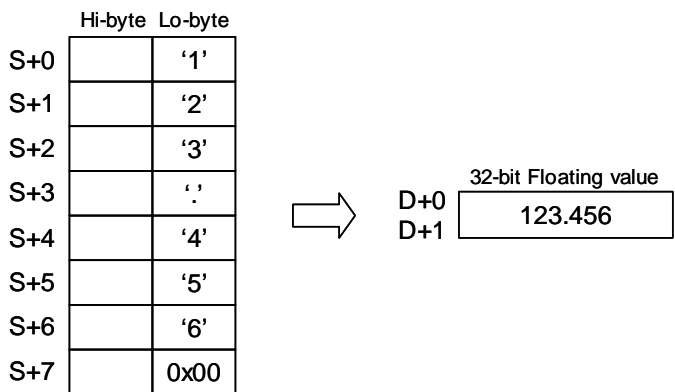 Hi-byte Lo-byte
S+0 ‘1’
S+1 ‘2’
S+2 ‘3’
S+3 ‘.’
S+4 ‘4’
S+5 ‘5’
S+6 ‘6’
S+7 0x00
32-bit Floating value
D+0
D+1
123.456